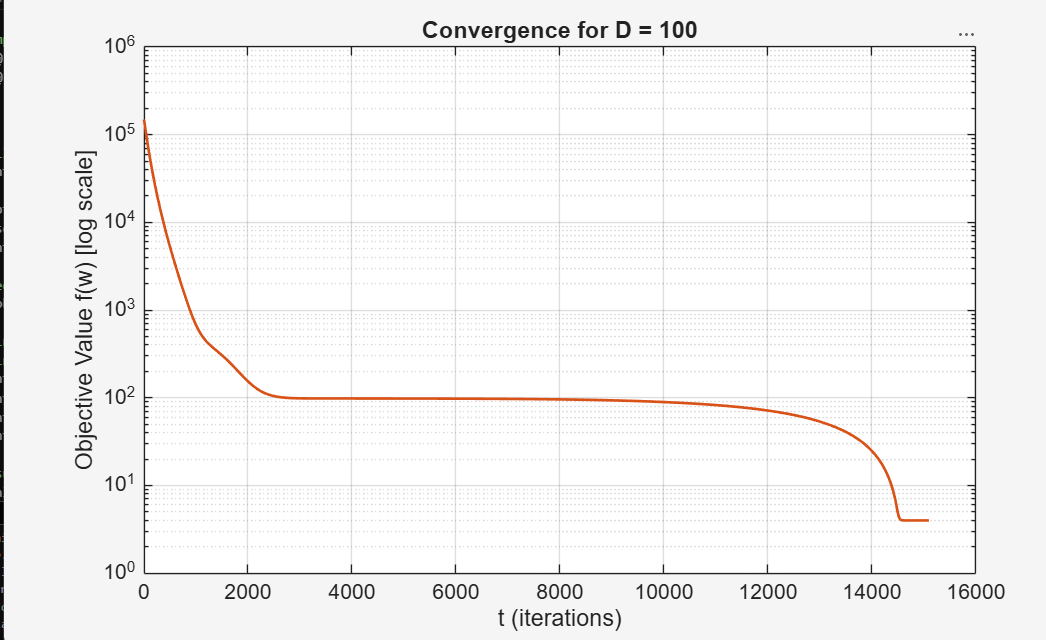 Convergence for D = 100
...
10^6
10^5
10^4
10^3
10^2
10^1
10^0
Objective Value f(w) [log scale]
0 2000 4000 6000 8000 10000 12000 14000 16000
t (iterations)